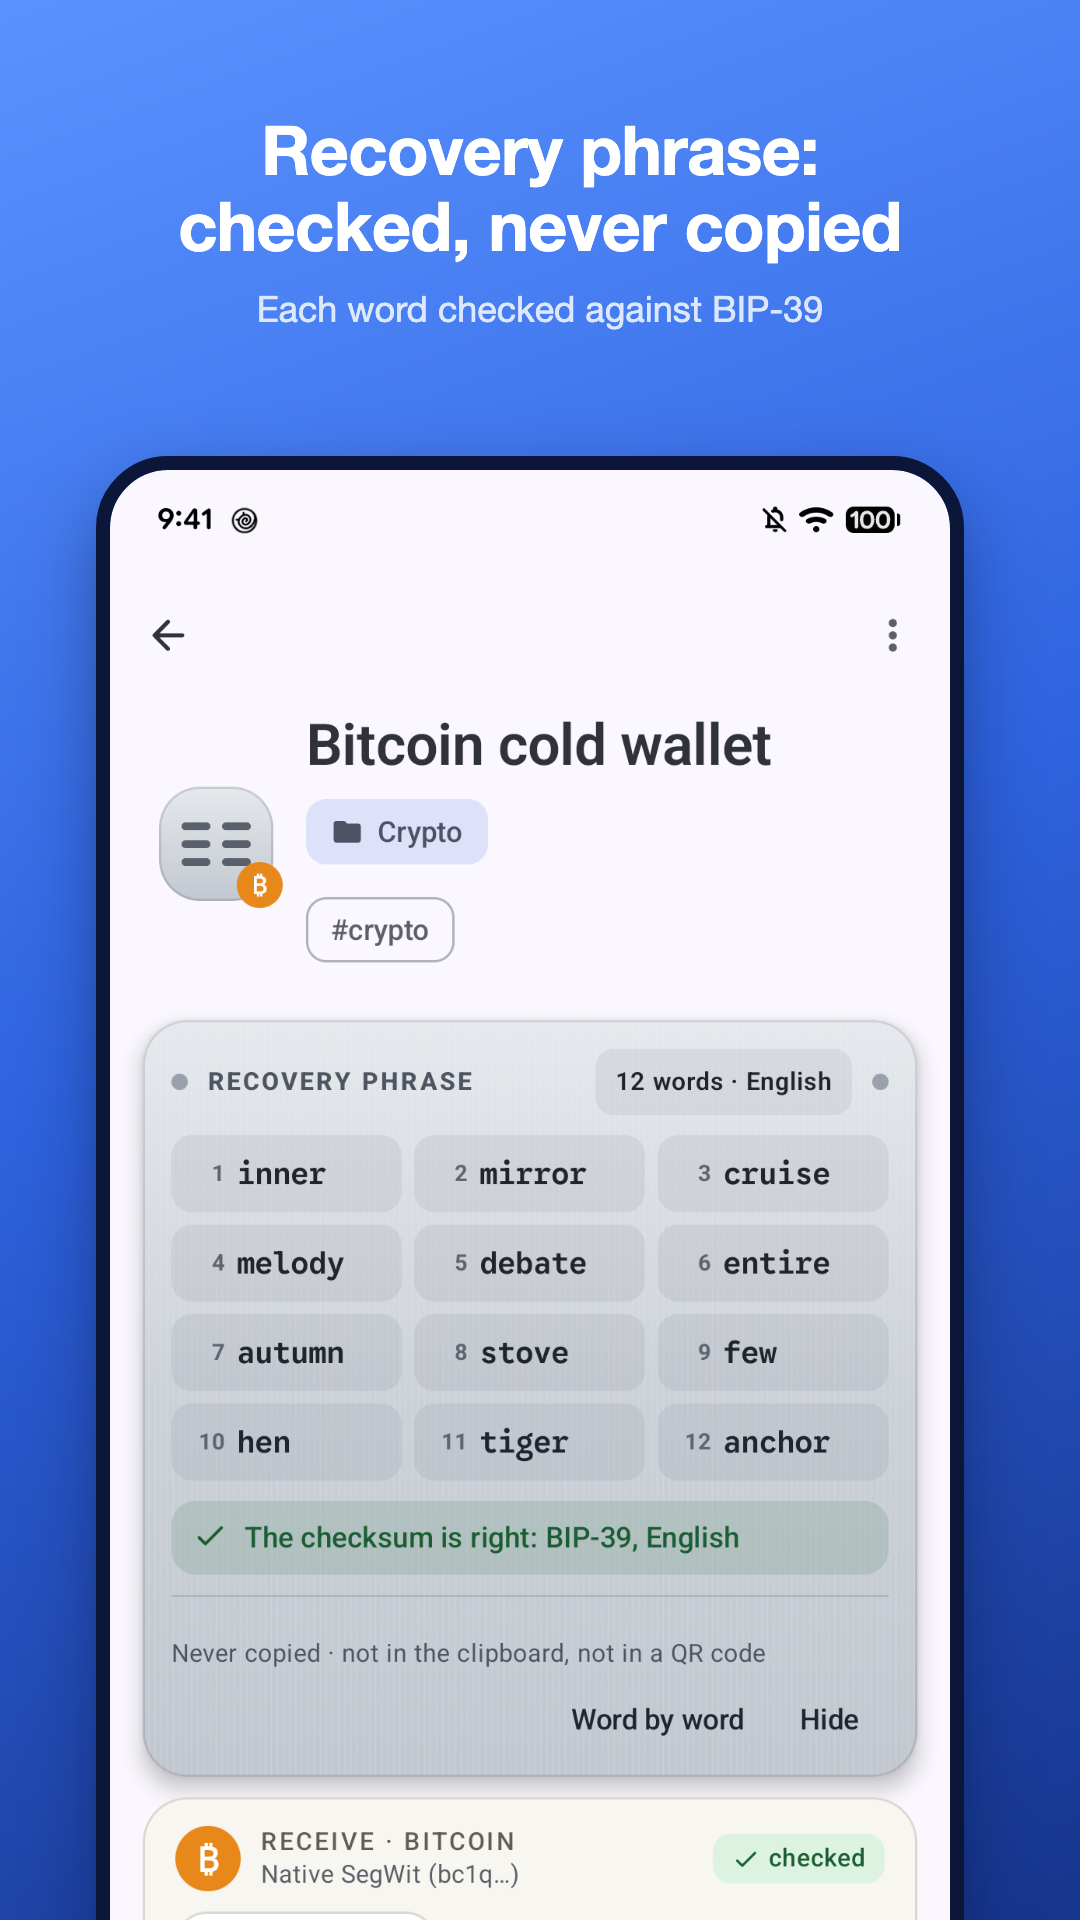 Recovery phrase:
checked, never copied
Each word checked against BIP-39
9:41
100
Bitcoin cold wallet
Crypto
#crypto
RECOVERY PHRASE
12 words · English
1 inner
2 mirror
3 cruise
4 melody
5 debate
6 entire
7 autumn
8 stove
9 few
10 hen
11 tiger
12 anchor
The checksum is right: BIP-39, English
Never copied · not in the clipboard, not in a QR code
Word by word
Hide
RECEIVE · BITCOIN
Native SegWit (bc1q…)
checked